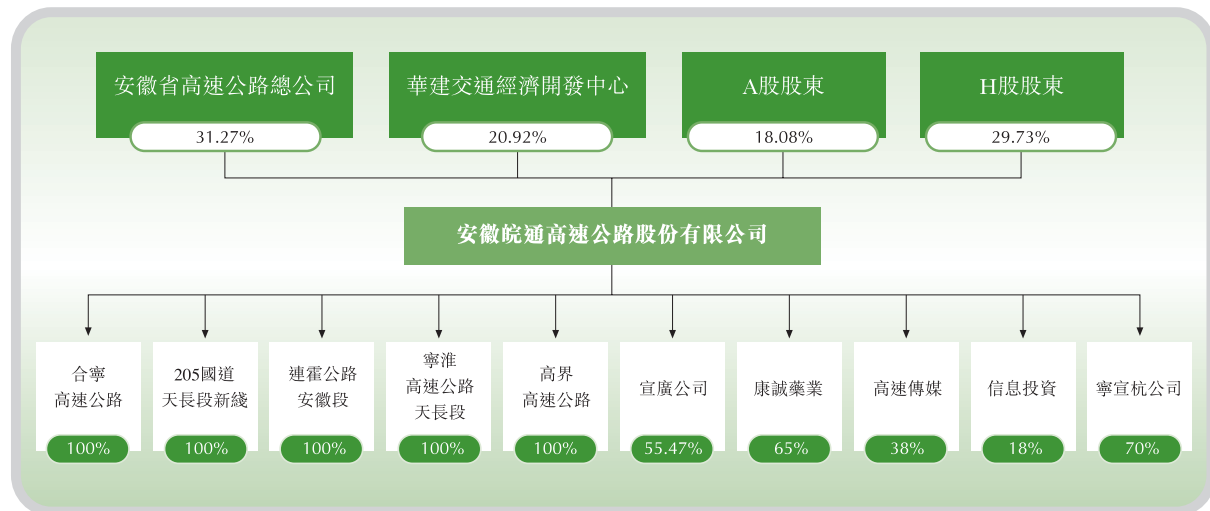 安徽省高速公路總公司
31.27%
華建交通經濟開發中心
20.92%
A股股東
18.08%
H股股東
29.73%
安徽皖通高速公路股份有限公司
合寧
高速公路
100%
205國道
天長段新綫
100%
連霍公路
安徽段
100%
寧淮
高速公路
天長段
100%
高界
高速公路
100%
宣廣公司
55.47%
康誠藥業
65%
高速傳媒
38%
信息投資
18%
寧宣杭公司
70%